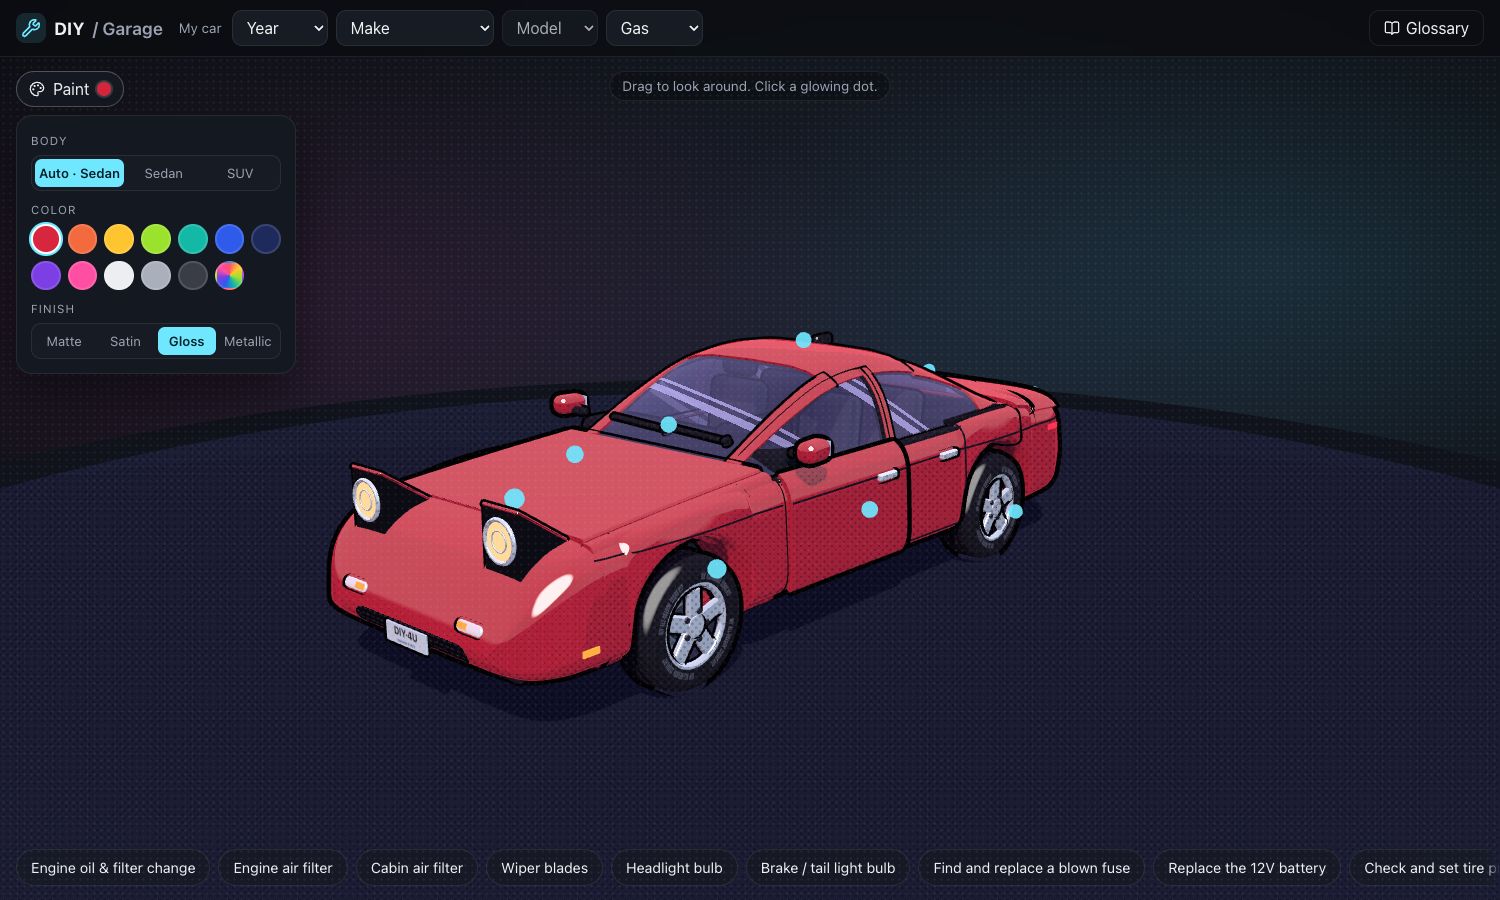 DIY / Garage My car Year Make Model Gas Glossary
Paint
Drag to look around. Click a glowing dot.
BODY
Auto · Sedan Sedan SUV
COLOR
FINISH
Matte Satin Gloss Metallic
DIY·4U
Engine oil & filter change Engine air filter Cabin air filter Wiper blades Headlight bulb Brake / tail light bulb Find and replace a blown fuse Replace the 12V battery Check and set tire p